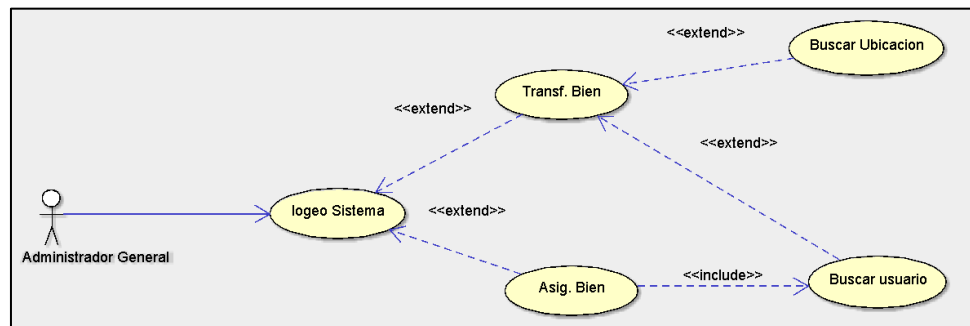 <<extend>>
Buscar Ubicacion
Transf. Bien
<<extend>>
<<extend>>
logeo Sistema
<<extend>>
Administrador General
Asig. Bien
<<include>>
Buscar usuario